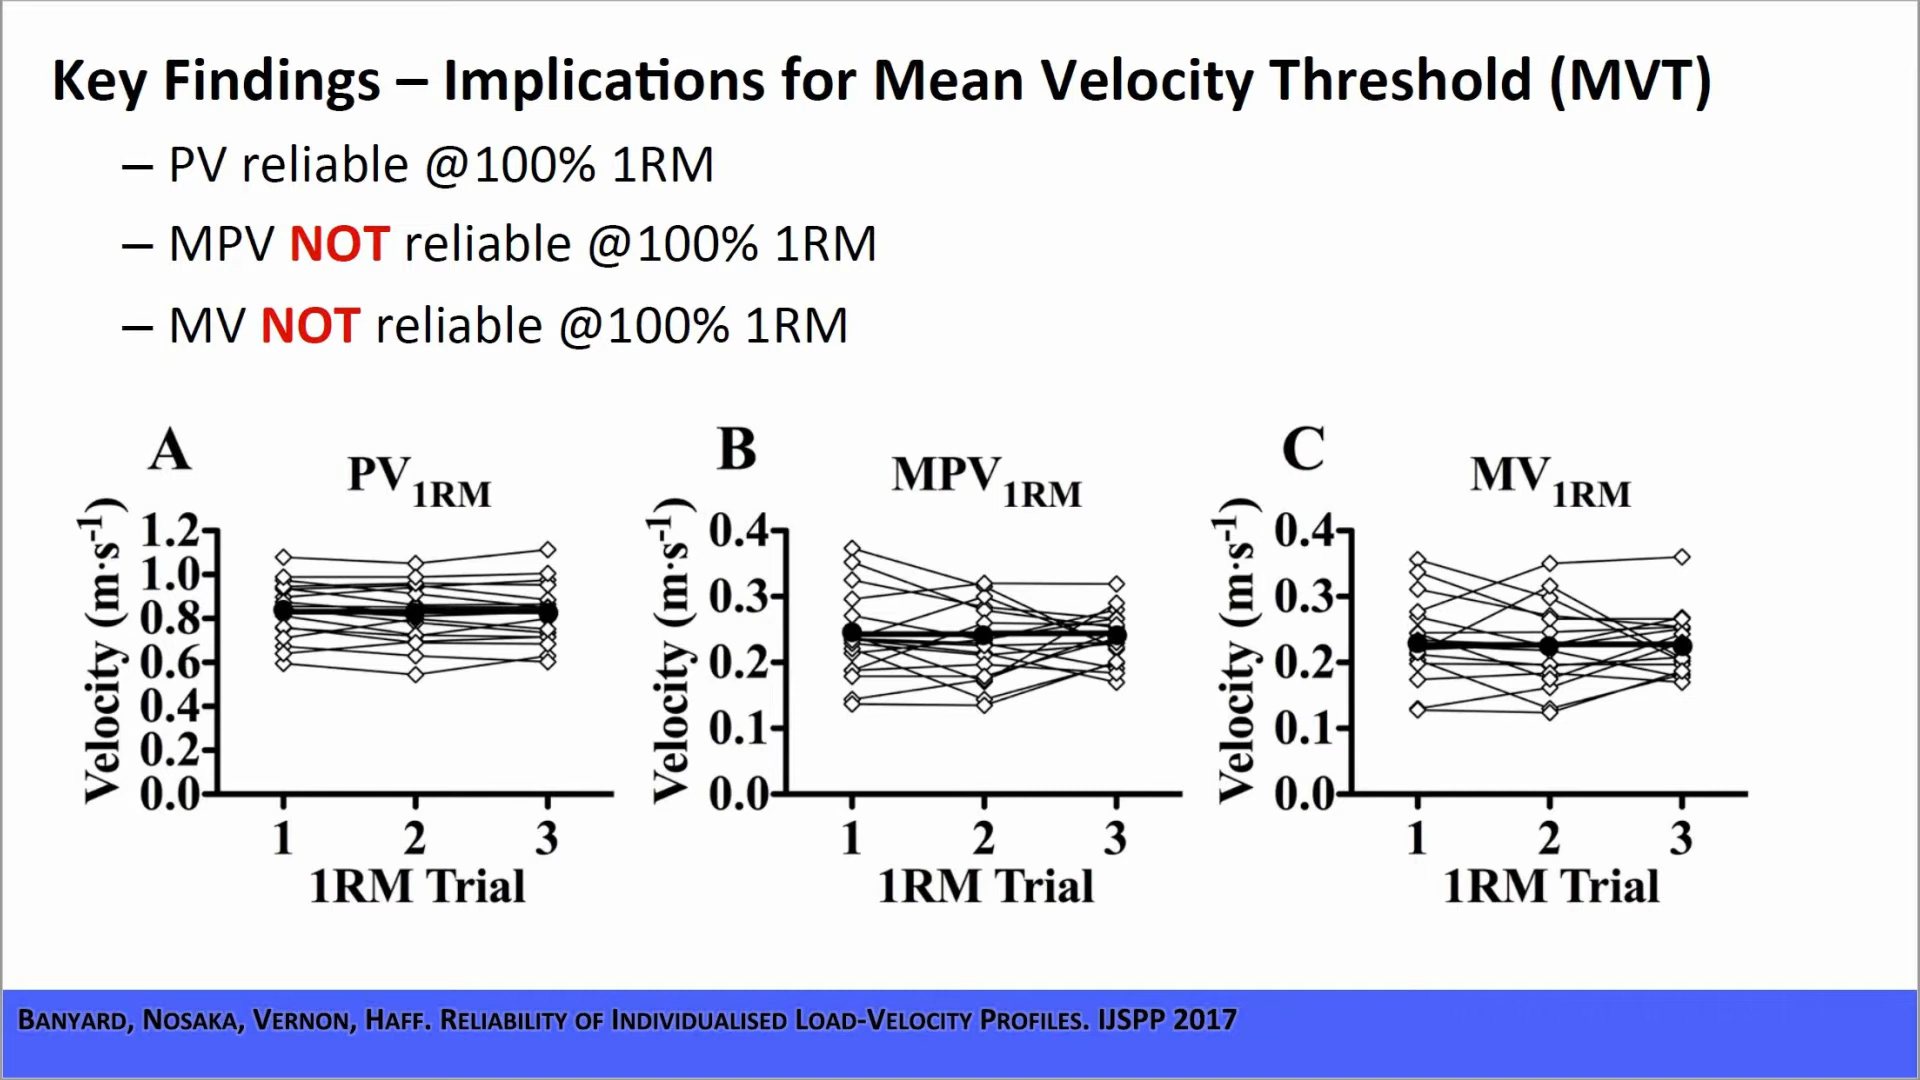 Key Findings – Implications for Mean Velocity Threshold (MVT)
– PV reliable @100% 1RM
– MPV NOT reliable @100% 1RM
– MV NOT reliable @100% 1RM
A
PV1RM
Velocity (m·s-1)
1.2
1.0
0.8
0.6
0.4
0.2
0.0
1 2 3
1RM Trial
B
MPV1RM
Velocity (m·s-1)
0.4
0.3
0.2
0.1
0.0
1 2 3
1RM Trial
C
MV1RM
Velocity (m·s-1)
0.4
0.3
0.2
0.1
0.0
1 2 3
1RM Trial
BANYARD, NOSAKA, VERNON, HAFF. RELIABILITY OF INDIVIDUALISED LOAD-VELOCITY PROFILES. IJSPP 2017